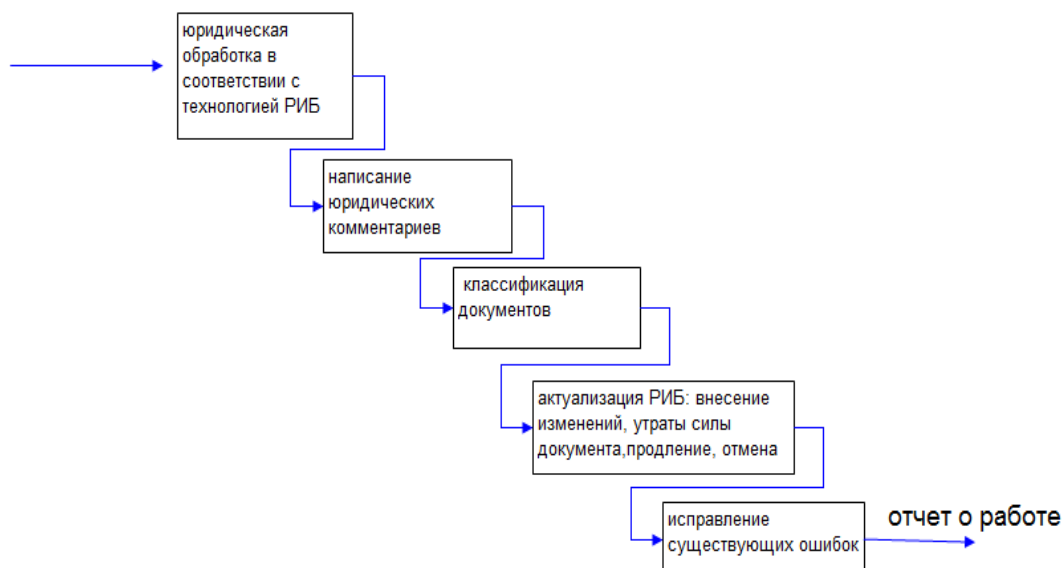 юридическая
обработка в
соответствии с
технологией РИБ
написание
юридических
комментариев
классификация
документов
актуализация РИБ: внесение
изменений, утраты силы
документа,продление, отмена
исправление
существующих ошибок
отчет о работе